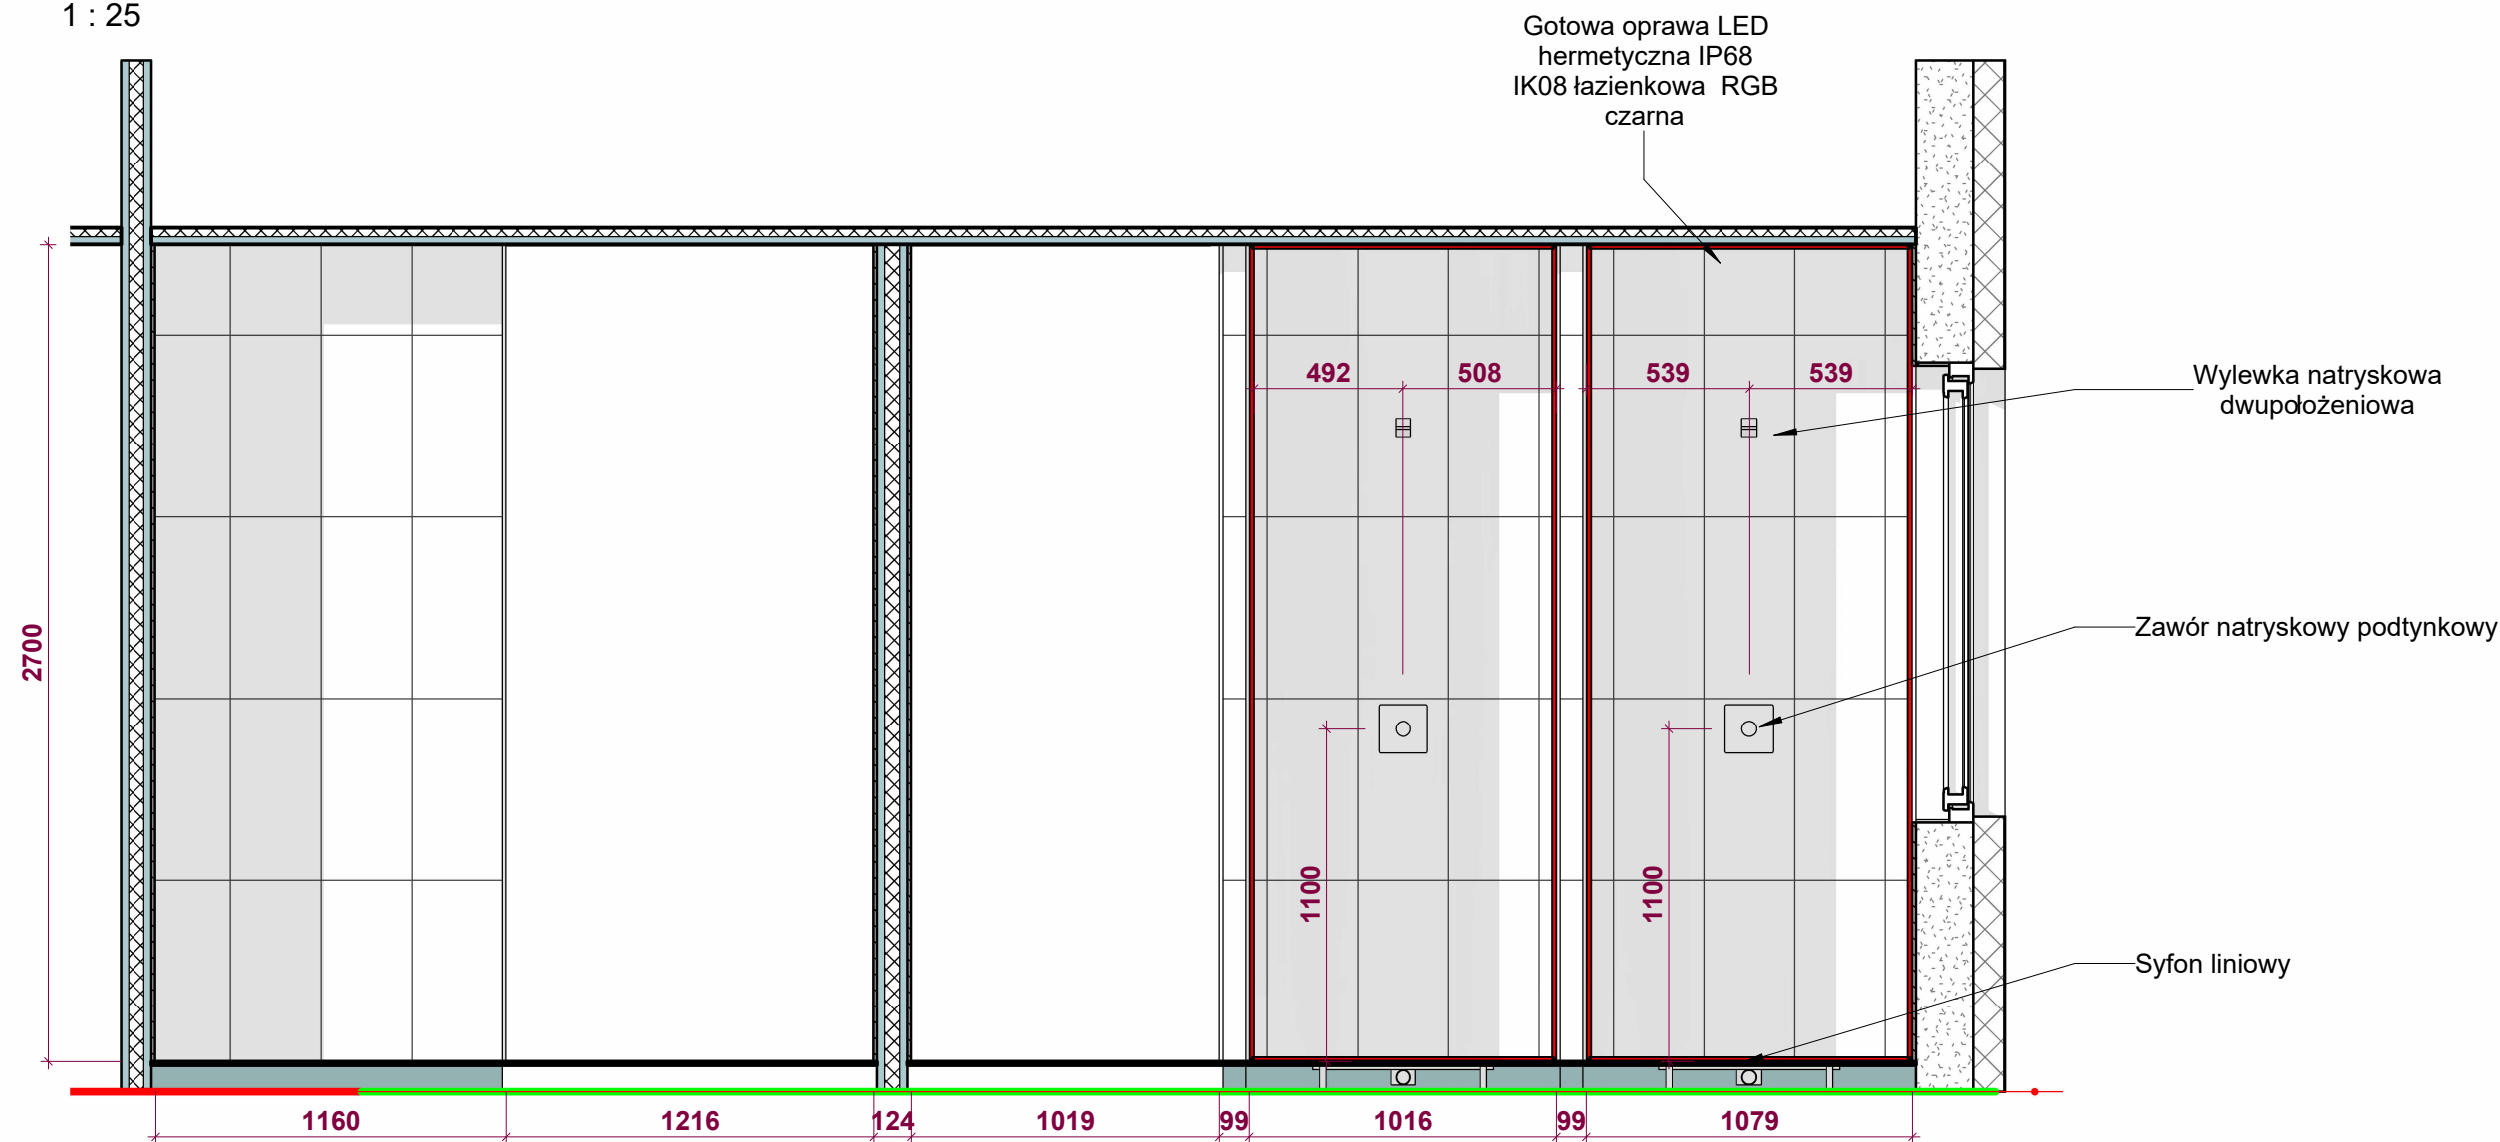 1 : 25
Gotowa oprawa LED
hermetyczna IP68
IK08 łazienkowa RGB
czarna
492
508
539
539
Wylewka natryskowa
dwupołożeniowa
2700
Zawór natryskowy podtynkowy
1100
1100
Syfon liniowy
1160
1216
124
1019
99
1016
99
1079